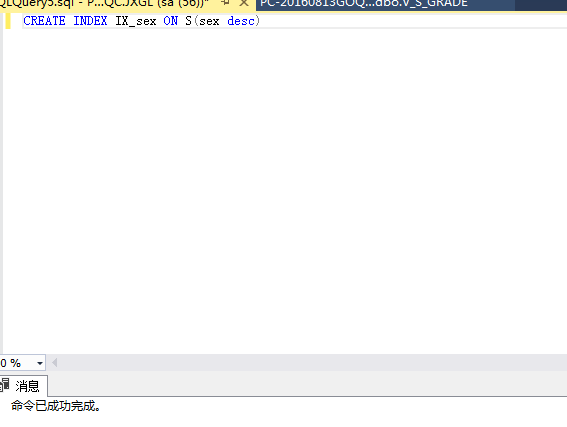 QLQuery5.sql - P...QC.JXGL (sa (56))* PC-20160813GOQ...dbo.V_S_GRADE
CREATE INDEX IX_sex ON S(sex desc)
0 %
消息
命令已成功完成。